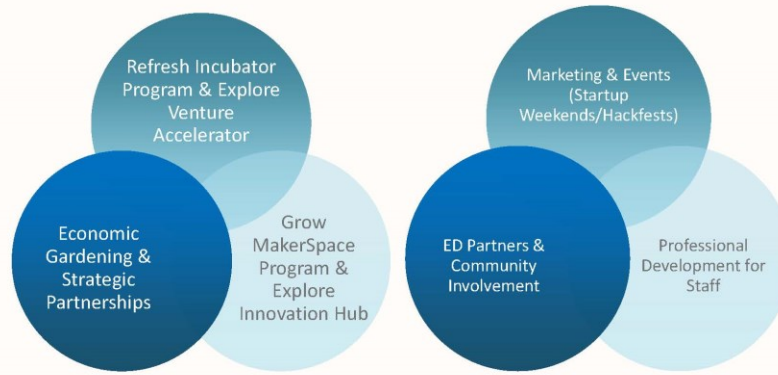 Refresh Incubator
Program & Explore
Venture
Accelerator
Economic
Gardening &
Strategic
Partnerships
Grow
MakerSpace
Program &
Explore
Innovation Hub
Marketing & Events
(Startup
Weekends/Hackfests)
ED Partners &
Community
Involvement
Professional
Development for
Staff